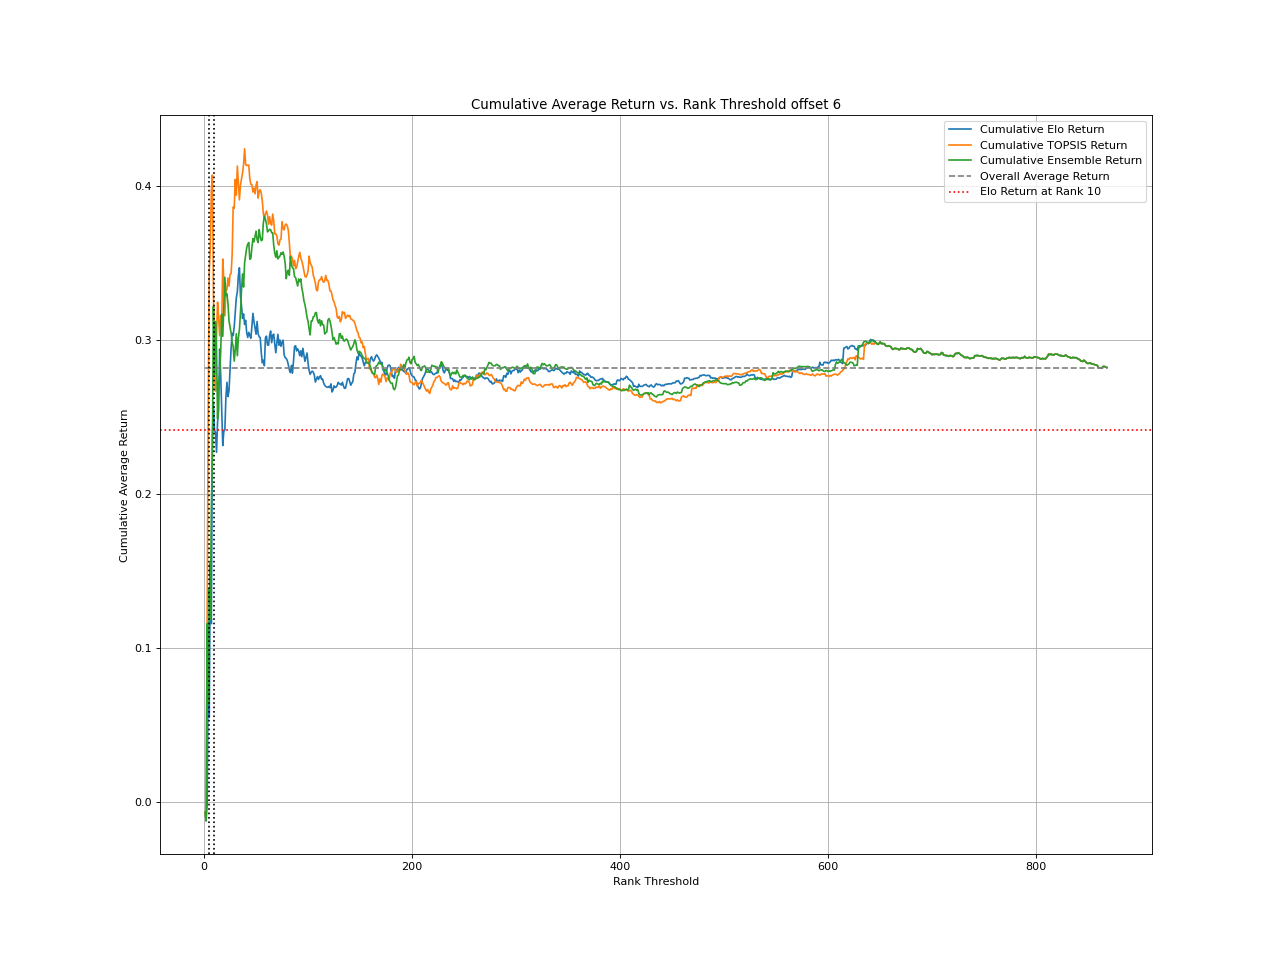 Cumulative Average Return vs. Rank Threshold offset 6
Cumulative Elo Return
Cumulative TOPSIS Return
Cumulative Ensemble Return
Overall Average Return
Elo Return at Rank 10
Cumulative Average Return
0.4
0.3
0.2
0.1
0.0
0
200
400
600
800
Rank Threshold